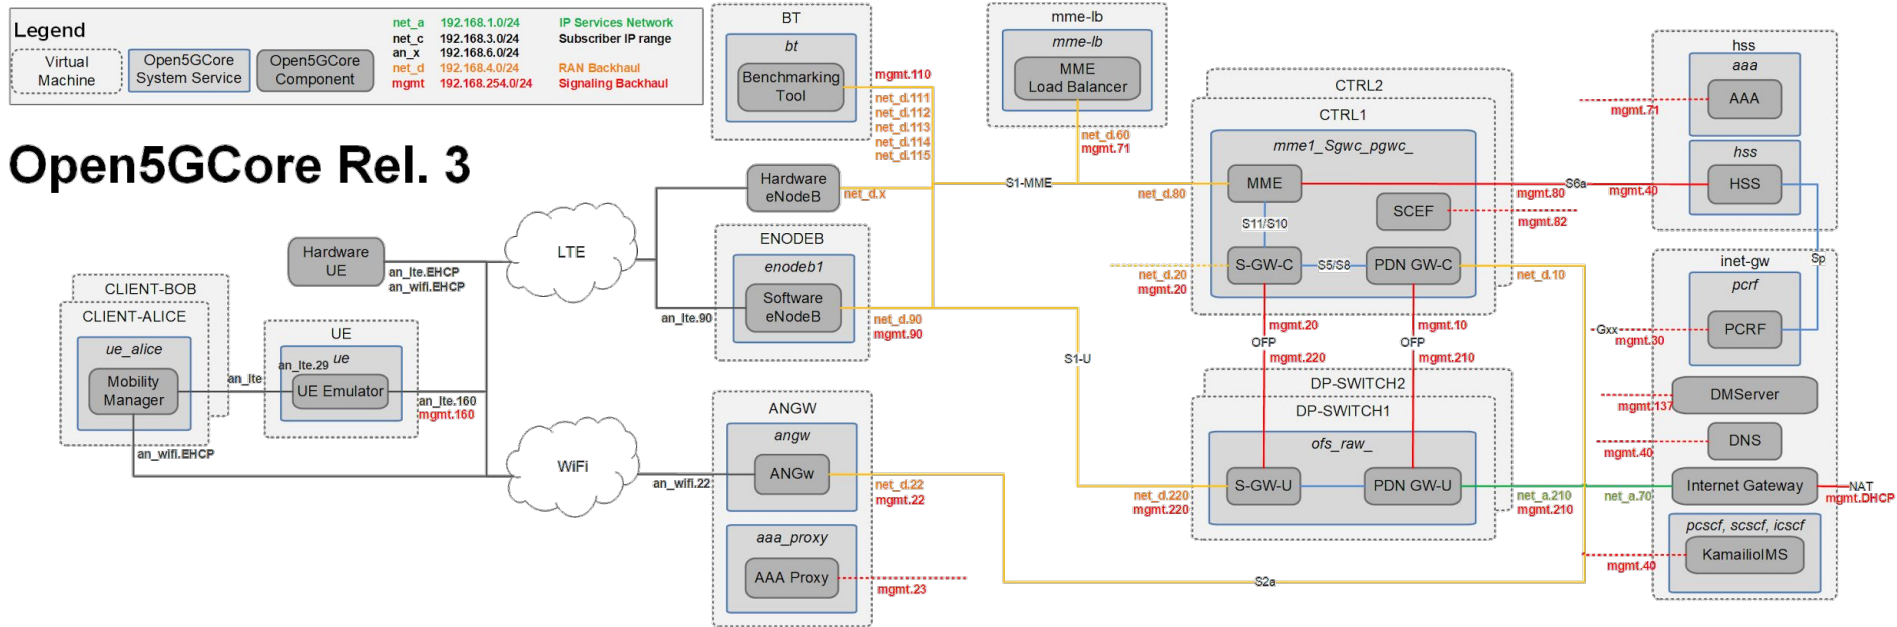 Legend
Virtual
Machine
Open5GCore
System Service
Open5GCore
Component
net_a 192.168.1.0/24 IP Services Network
net_c 192.168.3.0/24 Subscriber IP range
an_x 192.168.6.0/24
net_d 192.168.4.0/24 RAN Backhaul
mgmt 192.168.254.0/24 Signaling Backhaul
Open5GCore Rel. 3
BT
bt
Benchmarking
Tool
mgmt.110
net_d.111
net_d.112
net_d.113
net_d.114
net_d.115
mme-lb
mme-lb
MME
Load Balancer
net_d.60
mgmt.71
Hardware
eNodeB
net_d.x
S1-MME
net_d.80
CTRL2
CTRL1
mme1_Sgwc_pgwc_
MME
S11/S10
SCEF
S-GW-C
S5/S8
PDN GW-C
mgmt.80
S6a
mgmt.40
mgmt.82
net_d.20
mgmt.20
net_d.10
hss
aaa
AAA
mgmt.71
hss
HSS
Sp
LTE
Hardware
UE
an_lte.EHCP
an_wifi.EHCP
ENODEB
enodeb1
Software
eNodeB
an_lte.90
net_d.90
mgmt.90
CLIENT-BOB
CLIENT-ALICE
ue_alice
Mobility
Manager
an_lte
UE
ue
an_lte.29
UE Emulator
an_lte.160
mgmt.160
an_wifi.EHCP
WiFi
an_wifi.22
ANGW
angw
ANGw
net_d.22
mgmt.22
aaa_proxy
AAA Proxy
mgmt.23
S1-U
mgmt.20
OFP
mgmt.220
mgmt.10
OFP
mgmt.210
DP-SWITCH2
DP-SWITCH1
ofs_raw_
S-GW-U
PDN GW-U
net_d.220
mgmt.220
net_a.210
mgmt.210
net_a.70
S2a
inet-gw
pcrf
PCRF
Gxx
mgmt.30
DMServer
mgmt.137
DNS
mgmt.40
Internet Gateway
NAT
mgmt.DHCP
pcscf, scscf, icscf
KamailioIMS
mgmt.40